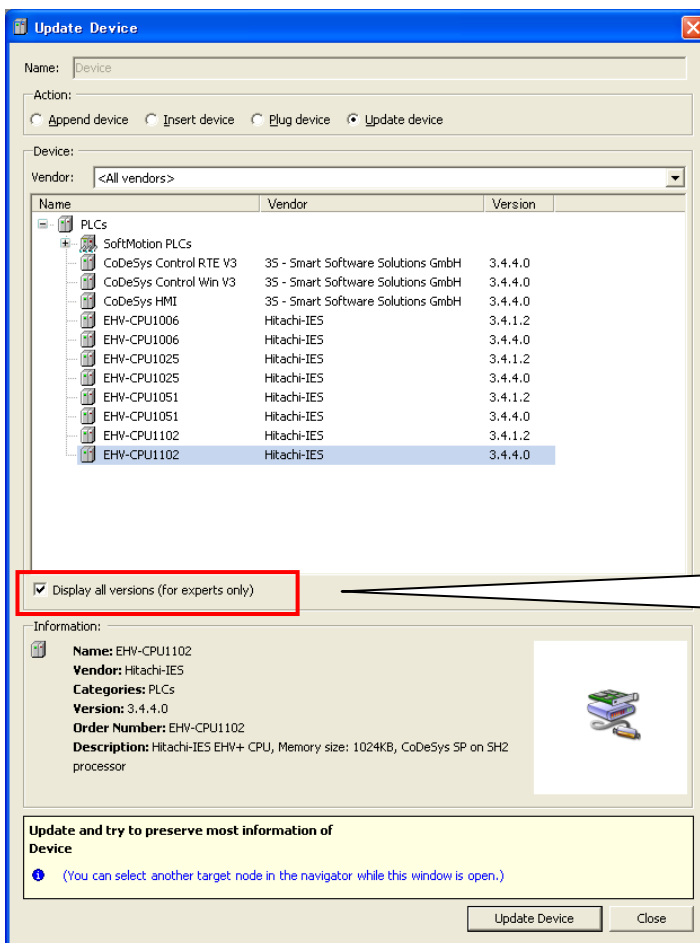 Update Device
Name: Device
Action:
Append device Insert device Plug device Update device
Device:
Vendor: <All vendors>
Name Vendor Version
PLCs
SoftMotion PLCs
CoDeSys Control RTE V3 3S - Smart Software Solutions GmbH 3.4.4.0
CoDeSys Control Win V3 3S - Smart Software Solutions GmbH 3.4.4.0
CoDeSys HMI 3S - Smart Software Solutions GmbH 3.4.4.0
EHV-CPU1006 Hitachi-IES 3.4.1.2
EHV-CPU1006 Hitachi-IES 3.4.4.0
EHV-CPU1025 Hitachi-IES 3.4.1.2
EHV-CPU1025 Hitachi-IES 3.4.4.0
EHV-CPU1051 Hitachi-IES 3.4.1.2
EHV-CPU1051 Hitachi-IES 3.4.4.0
EHV-CPU1102 Hitachi-IES 3.4.1.2
EHV-CPU1102 Hitachi-IES 3.4.4.0
Display all versions (for experts only)
Information:
Name: EHV-CPU1102
Vendor: Hitachi-IES
Categories: PLCs
Version: 3.4.4.0
Order Number: EHV-CPU1102
Description: Hitachi-IES EHV+ CPU, Memory size: 1024KB, CoDeSys SP on SH2
processor
Update and try to preserve most information of
Device
(You can select another target node in the navigator while this window is open.)
Update Device Close